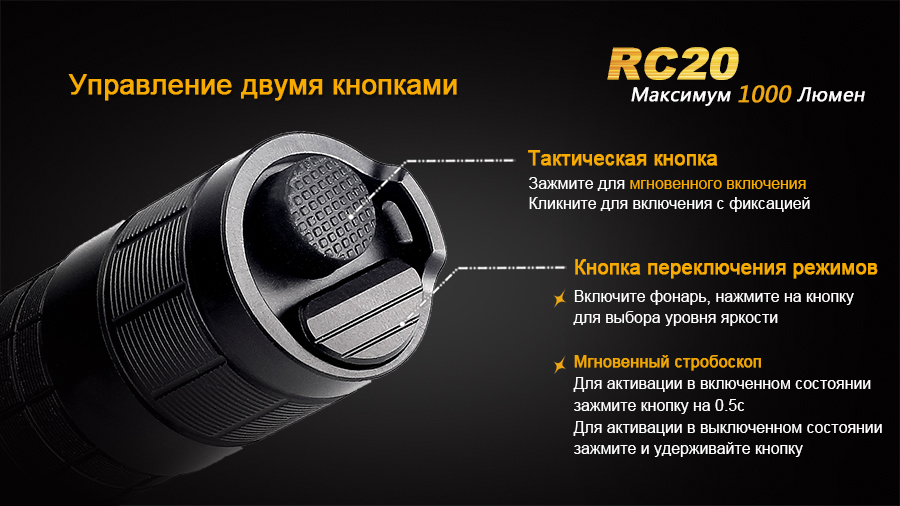 Управление двумя кнопками
RC20
Максимум 1000 Люмен
Тактическая кнопка
Зажмите для мгновенного включения
Кликните для включения с фиксацией
Кнопка переключения режимов
Включите фонарь, нажмите на кнопку
для выбора уровня яркости
Мгновенный стробоскоп
Для активации в включенном состоянии
зажмите кнопку на 0.5с
Для активации в выключенном состоянии
зажмите и удерживайте кнопку